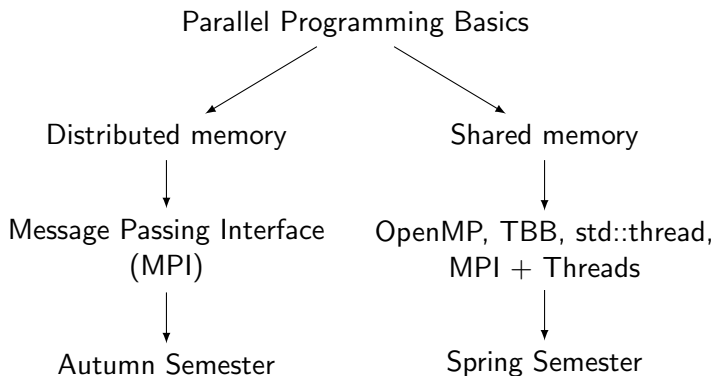 Parallel Programming Basics
Distributed memory
Shared memory
Message Passing Interface
(MPI)
OpenMP, TBB, std::thread,
MPI + Threads
Autumn Semester
Spring Semester